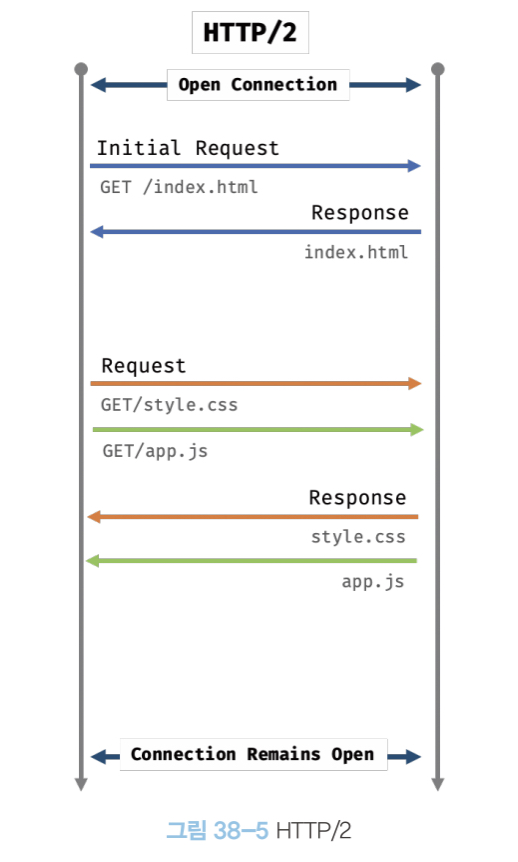 HTTP/2
Open Connection
Initial Request
GET /index.html
Response
index.html
Request
GET/style.css
GET/app.js
Response
style.css
app.js
Connection Remains Open
그림 38-5 HTTP/2